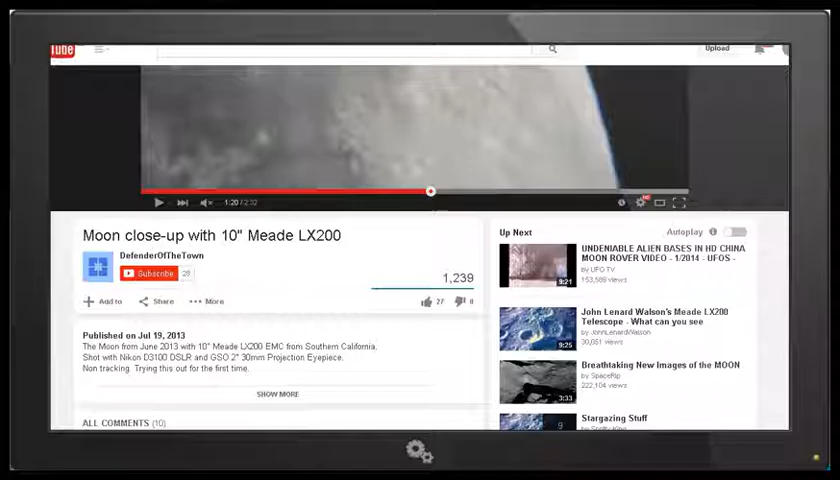 Tube
Upload
1:20 / 2:32
HD
Moon close-up with 10" Meade LX200
DefenderOfTheTown
Subscribe 28
1,239
Add to Share More
27 8
Published on Jul 19, 2013
The Moon from June 2013 with 10" Meade LX200 EMC from Southern California.
Shot with Nikon D3100 DSLR and GSO 2" 30mm Projection Eyepiece.
Non tracking. Trying this out for the first time.
SHOW MORE
ALL COMMENTS (10)
Up Next
Autoplay
UNDENIABLE ALIEN BASES IN HD CHINA
MOON ROVER VIDEO - 1/2014 - UFOS -
by UFO TV
153,588 views
9:21
John Lenard Walson's Meade LX200
Telescope - What can you see
by JohnLenardWalson
30,051 views
9:25
Breathtaking New Images of the MOON
by SpaceRip
222,104 views
3:33
Stargazing Stuff